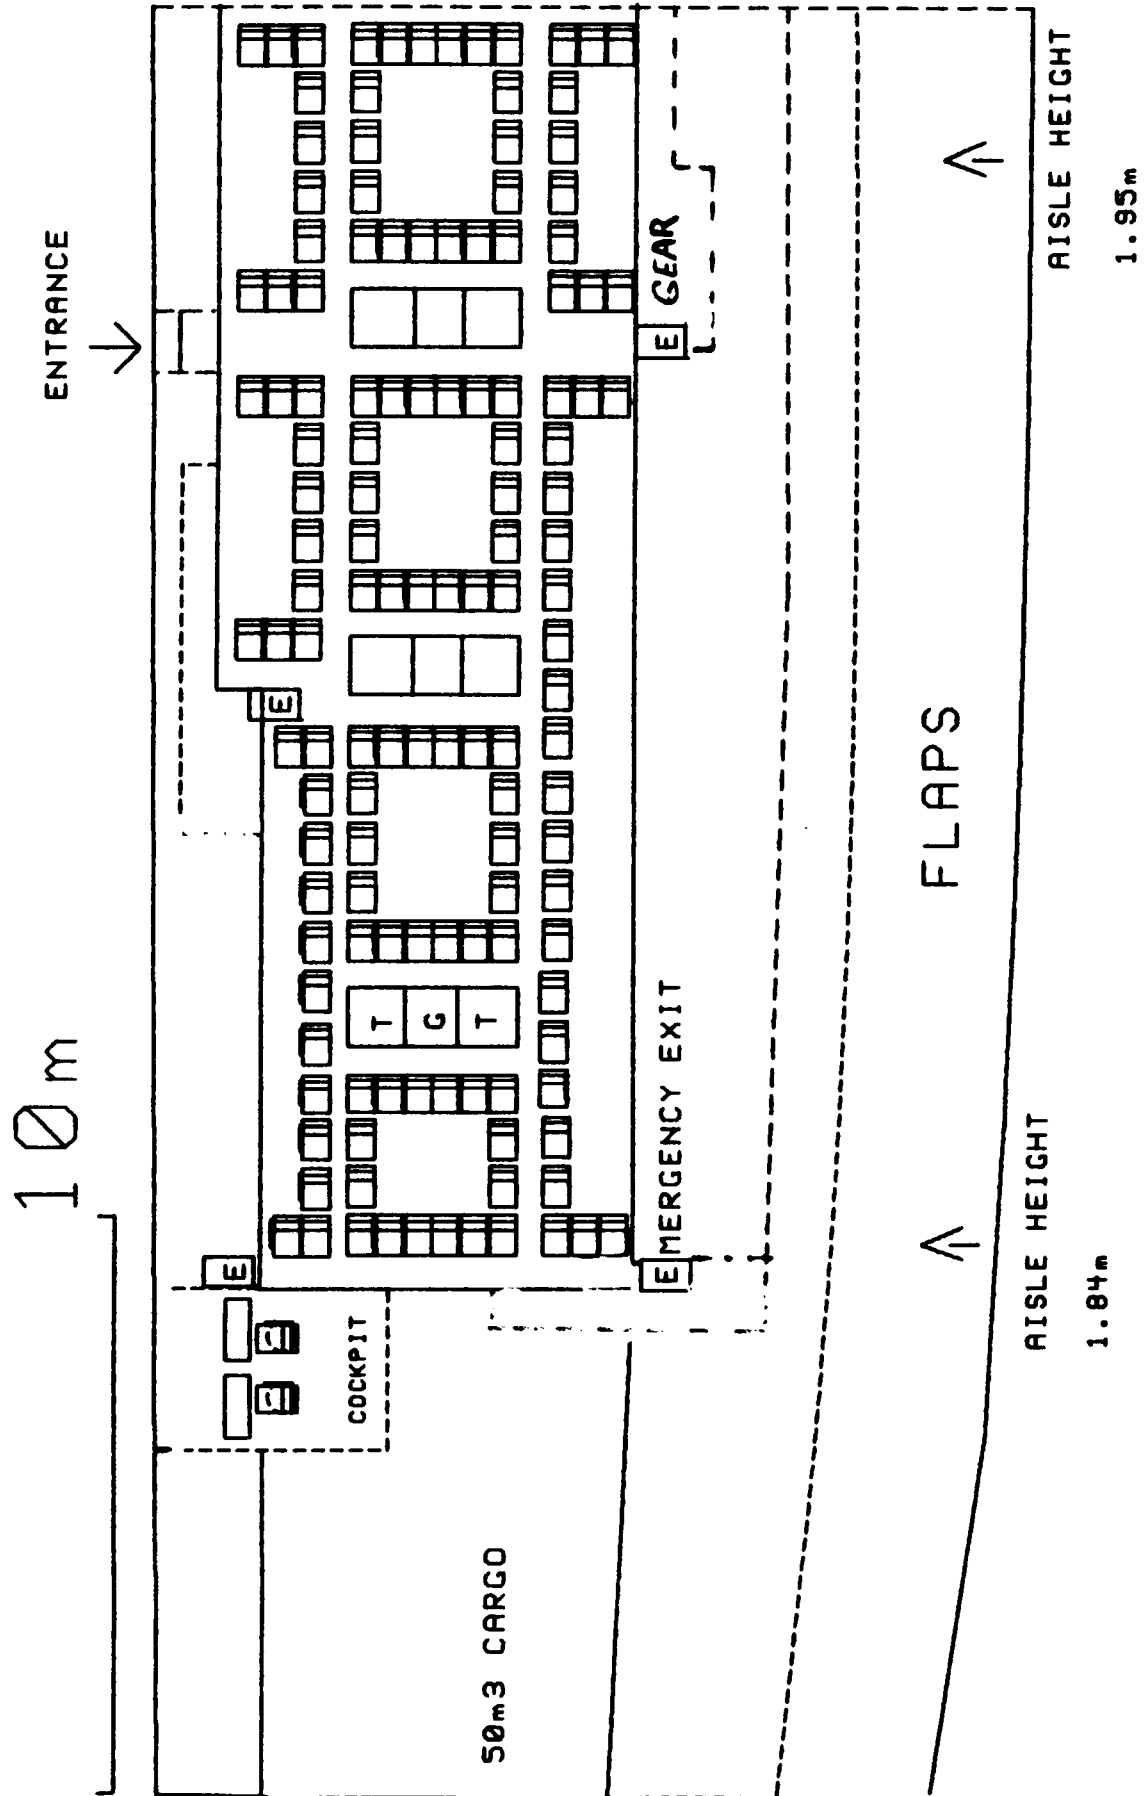 10m
ENTRANCE
E
GEAR
E
E
T
G
T
E
E
EMERGENCY EXIT
COCKPIT
50m3 CARGO
FLAPS
AISLE HEIGHT
1.95m
AISLE HEIGHT
1.84m